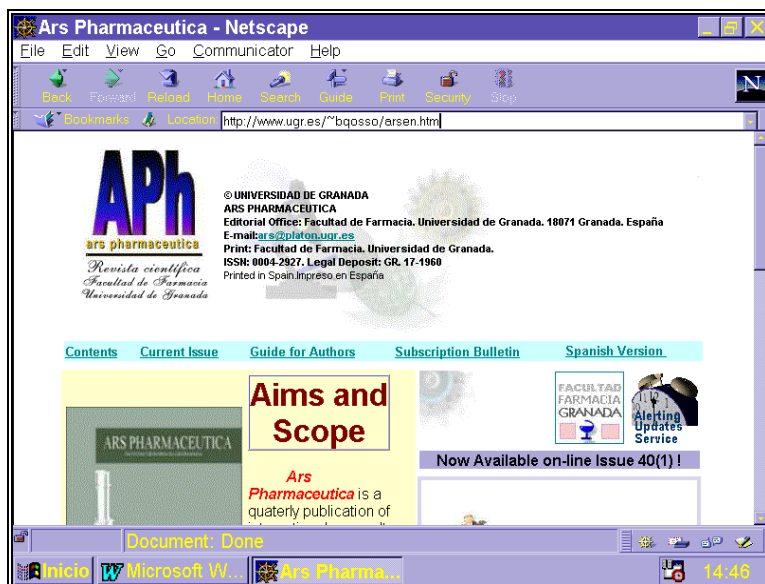 Ars Pharmaceutica - Netscape
File Edit View Go Communicator Help
Back Forward Reload Home Search Guide Print Security Stop
N
Bookmarks Location http://www.ugr.es/~bqosso/arsen.htm
APh
ars pharmaceutica
Revista científica
Facultad de Farmacia
Universidad de Granada
© UNIVERSIDAD DE GRANADA
ARS PHARMACEUTICA
Editorial Office: Facultad de Farmacia. Universidad de Granada. 18071 Granada. España
E-mail:ars@platon.ugr.es
Print: Facultad de Farmacia. Universidad de Granada.
ISSN: 0004-2927. Legal Deposit: GR. 17-1960
Printed in Spain.Impreso en España
Contents Current Issue Guide for Authors Subscription Bulletin Spanish Version
ARS PHARMACEUTICA
Aims and
Scope
Ars
Pharmaceutica is a
quaterly publication of
FACULTAD
FARMACIA
GRANADA
Alerting
Updates
Service
Now Available on-line Issue 40(1) !
Document: Done
Inicio Microsoft W... Ars Pharma... 14:46